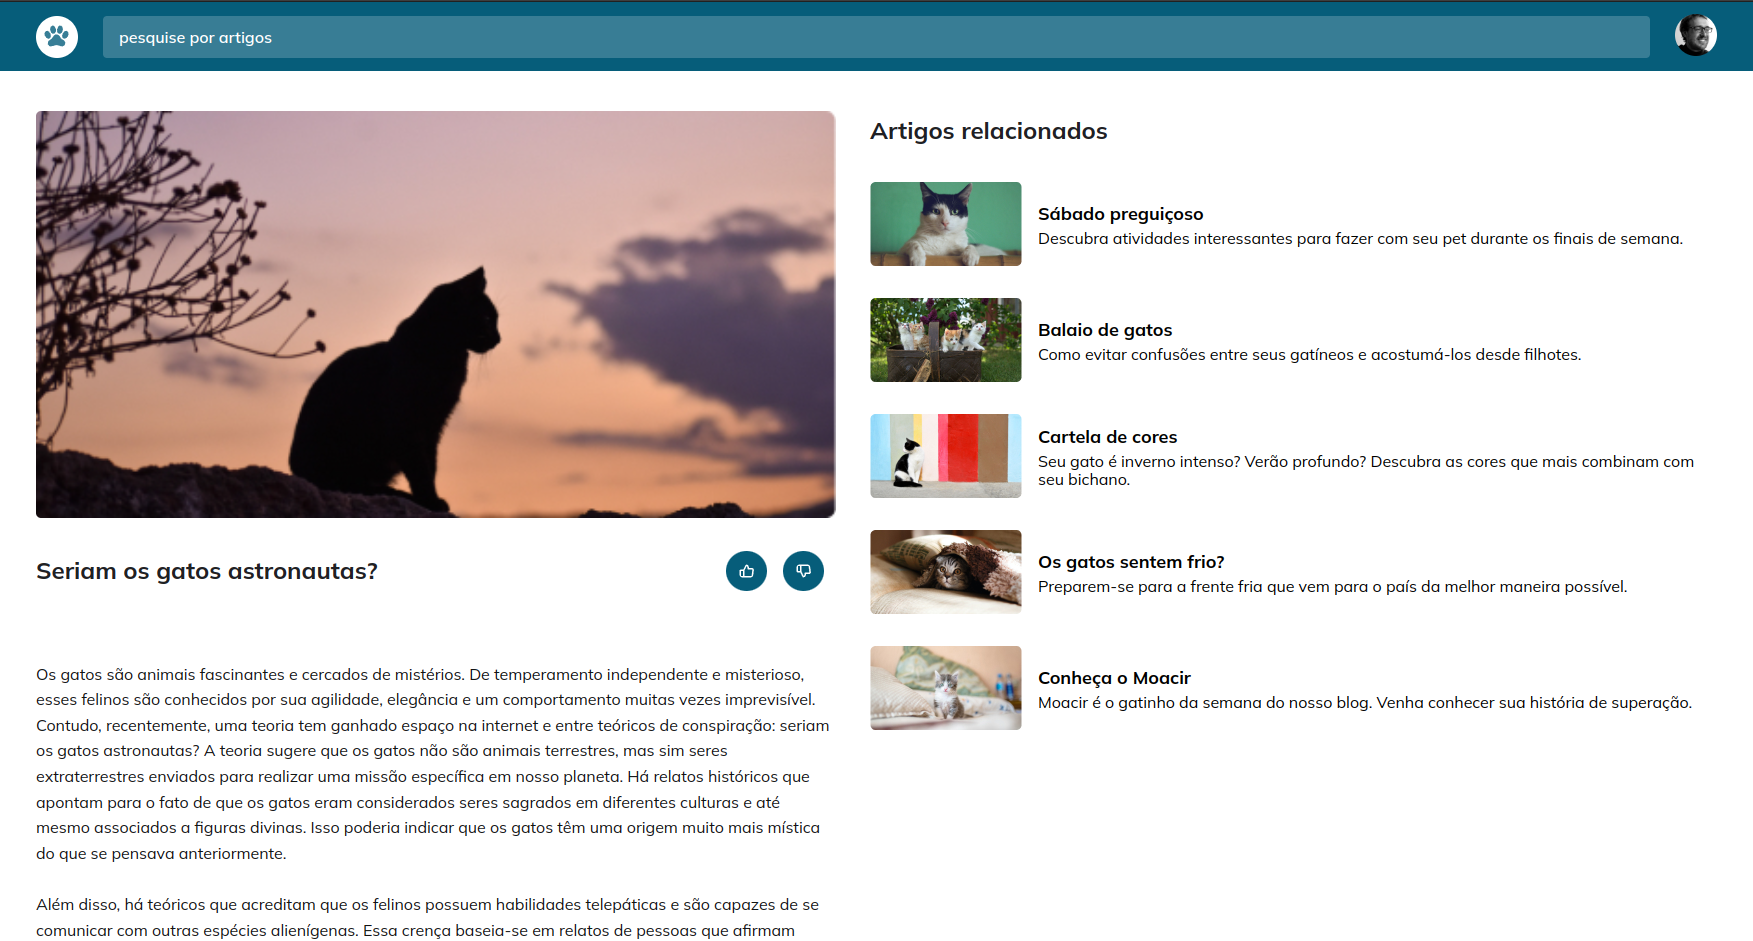 pesquise por artigos
Seriam os gatos astronautas?
Os gatos são animais fascinantes e cercados de mistérios. De temperamento independente e misterioso,
esses felinos são conhecidos por sua agilidade, elegância e um comportamento muitas vezes imprevisível.
Contudo, recentemente, uma teoria tem ganhado espaço na internet e entre teóricos de conspiração: seriam
os gatos astronautas? A teoria sugere que os gatos não são animais terrestres, mas sim seres
extraterrestres enviados para realizar uma missão específica em nosso planeta. Há relatos históricos que
apontam para o fato de que os gatos eram considerados seres sagrados em diferentes culturas e até
mesmo associados a figuras divinas. Isso poderia indicar que os gatos têm uma origem muito mais mística
do que se pensava anteriormente.
Além disso, há teóricos que acreditam que os felinos possuem habilidades telepáticas e são capazes de se
comunicar com outras espécies alienígenas. Essa crença baseia-se em relatos de pessoas que afirmam
Artigos relacionados
Sábado preguiçoso
Descubra atividades interessantes para fazer com seu pet durante os finais de semana.
Balaio de gatos
Como evitar confusões entre seus gatíneos e acostumá-los desde filhotes.
Cartela de cores
Seu gato é inverno intenso? Verão profundo? Descubra as cores que mais combinam com
seu bichano.
Os gatos sentem frio?
Preparem-se para a frente fria que vem para o país da melhor maneira possível.
Conheça o Moacir
Moacir é o gatinho da semana do nosso blog. Venha conhecer sua história de superação.